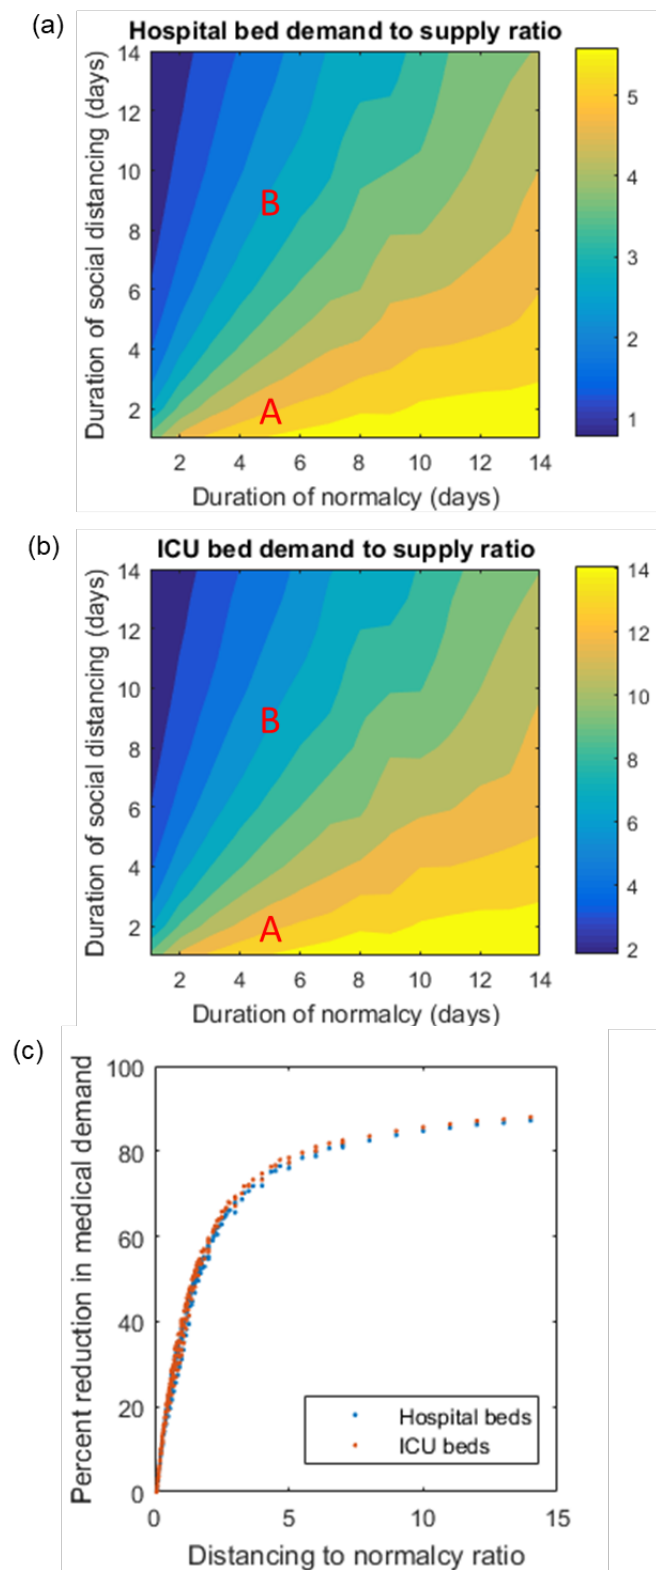 (a)
Hospital bed demand to supply ratio
Duration of social distancing (days)
14
12
10
8
6
4
2
B
A
2 4 6 8 10 12 14
Duration of normalcy (days)
5
4
3
2
1
(b)
ICU bed demand to supply ratio
Duration of social distancing (days)
14
12
10
8
6
4
2
B
A
2 4 6 8 10 12 14
Duration of normalcy (days)
14
12
10
8
6
4
2
(c)
Percent reduction in medical demand
100
80
60
40
20
0
Hospital beds
ICU beds
0 5 10 15
Distancing to normalcy ratio